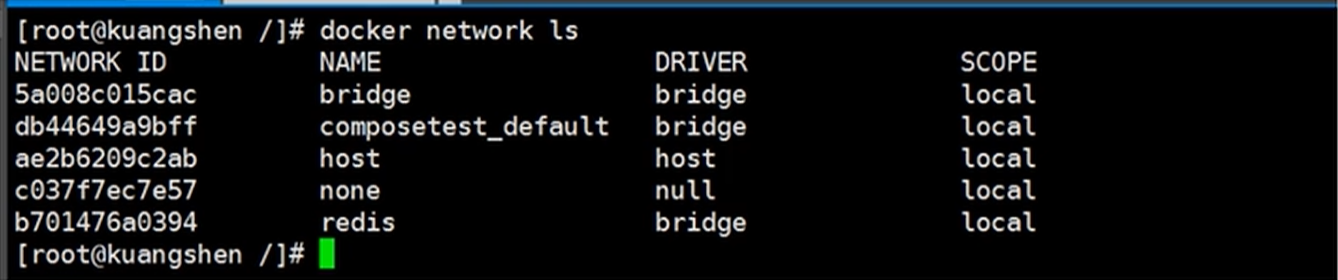 [root@kuangshen /]# docker network ls
NETWORK ID NAME DRIVER SCOPE
5a008c015cac bridge bridge local
db44649a9bff composetest_default bridge local
ae2b6209c2ab host host local
c037f7ec7e57 none null local
b701476a0394 redis bridge local
[root@kuangshen /]#